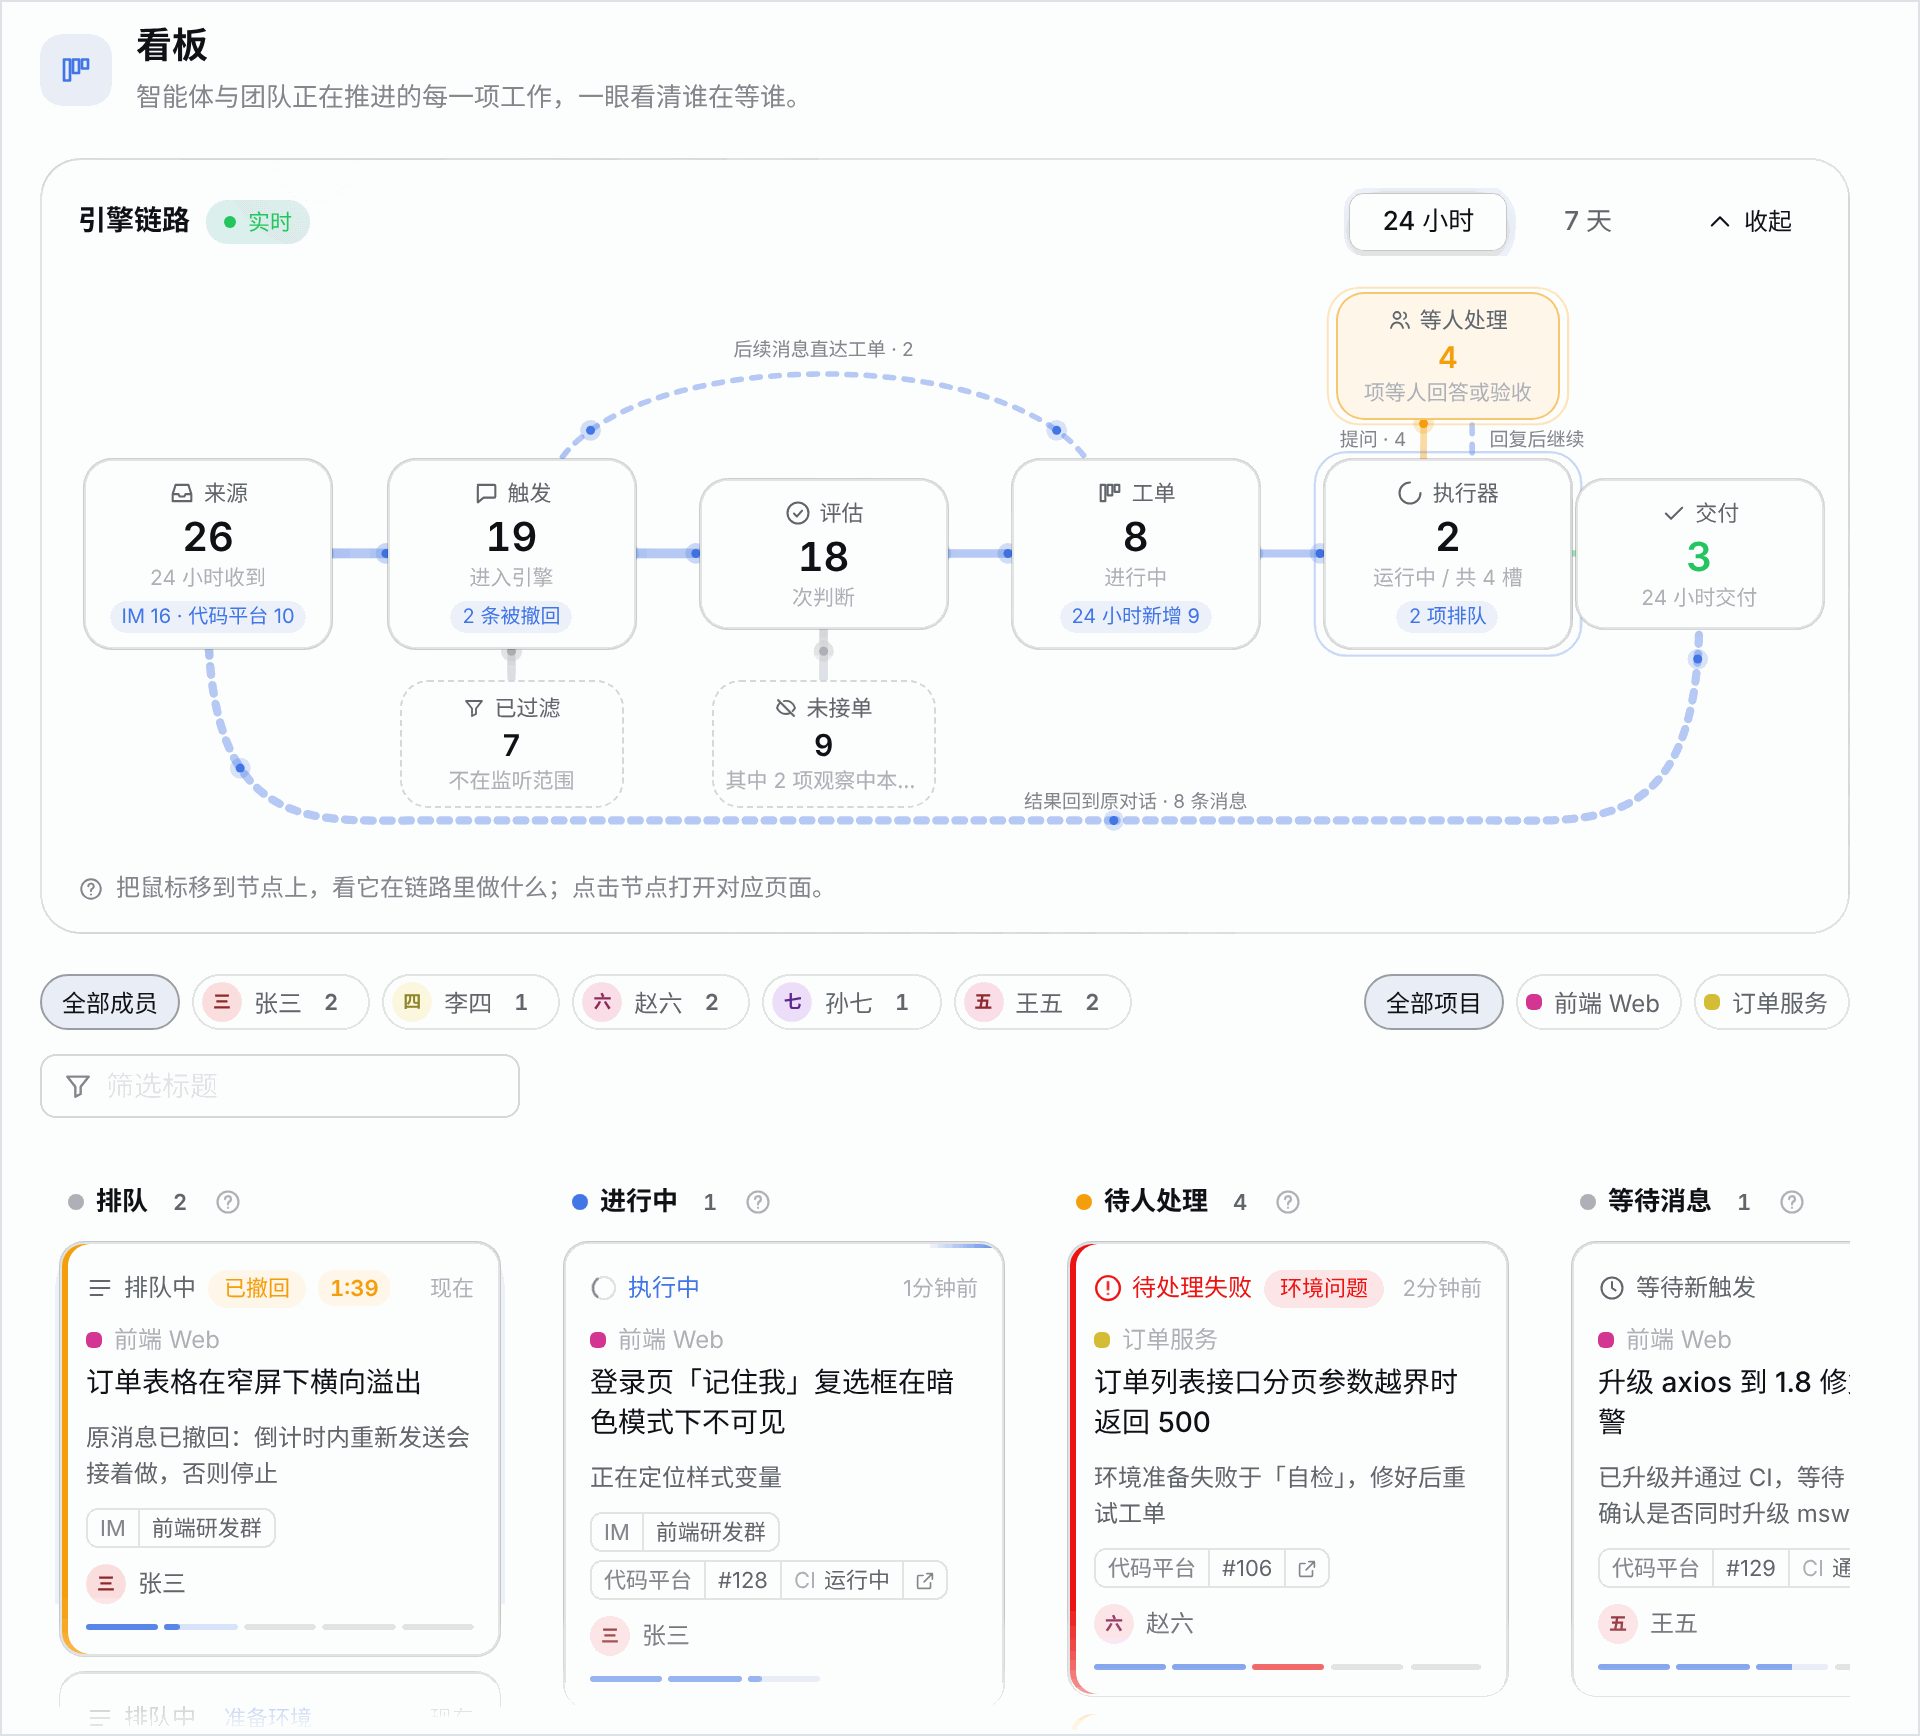 看板
智能体与团队正在推进的每一项工作，一眼看清谁在等谁。
引擎链路
实时
24 小时
7 天
收起
等人处理
4
项等人回答或验收
后续消息直达工单 · 2
提问 · 4
回复后继续
来源
26
24 小时收到
IM 16 · 代码平台 10
触发
19
进入引擎
2 条被撤回
评估
18
次判断
工单
8
进行中
24 小时新增 9
执行器
2
运行中 / 共 4 槽
2 项排队
交付
3
24 小时交付
已过滤
7
不在监听范围
未接单
9
其中 2 项观察中本...
结果回到原对话 · 8 条消息
把鼠标移到节点上，看它在链路里做什么；点击节点打开对应页面。
全部成员
三 张三 2
四 李四 1
六 赵六 2
七 孙七 1
五 王五 2
全部项目
前端 Web
订单服务
筛选标题
排队 2
排队中 已撤回 1:39 现在
前端 Web
订单表格在窄屏下横向溢出
原消息已撤回：倒计时内重新发送会
接着做，否则停止
IM 前端研发群
三 张三
排队中 准备环境 现在
进行中 1
执行中 1分钟前
前端 Web
登录页「记住我」复选框在暗
色模式下不可见
正在定位样式变量
IM 前端研发群
代码平台 #128 CI 运行中
三 张三
待人处理 4
待处理失败 环境问题 2分钟前
订单服务
订单列表接口分页参数越界时
返回 500
环境准备失败于「自检」，修好后重
试工单
代码平台 #106
六 赵六
等待消息 1
等待新触发
前端 Web
升级 axios 到 1.8 修
警
已升级并通过 CI，等待
确认是否同时升级 msw
代码平台 #129 CI 通
五 王五